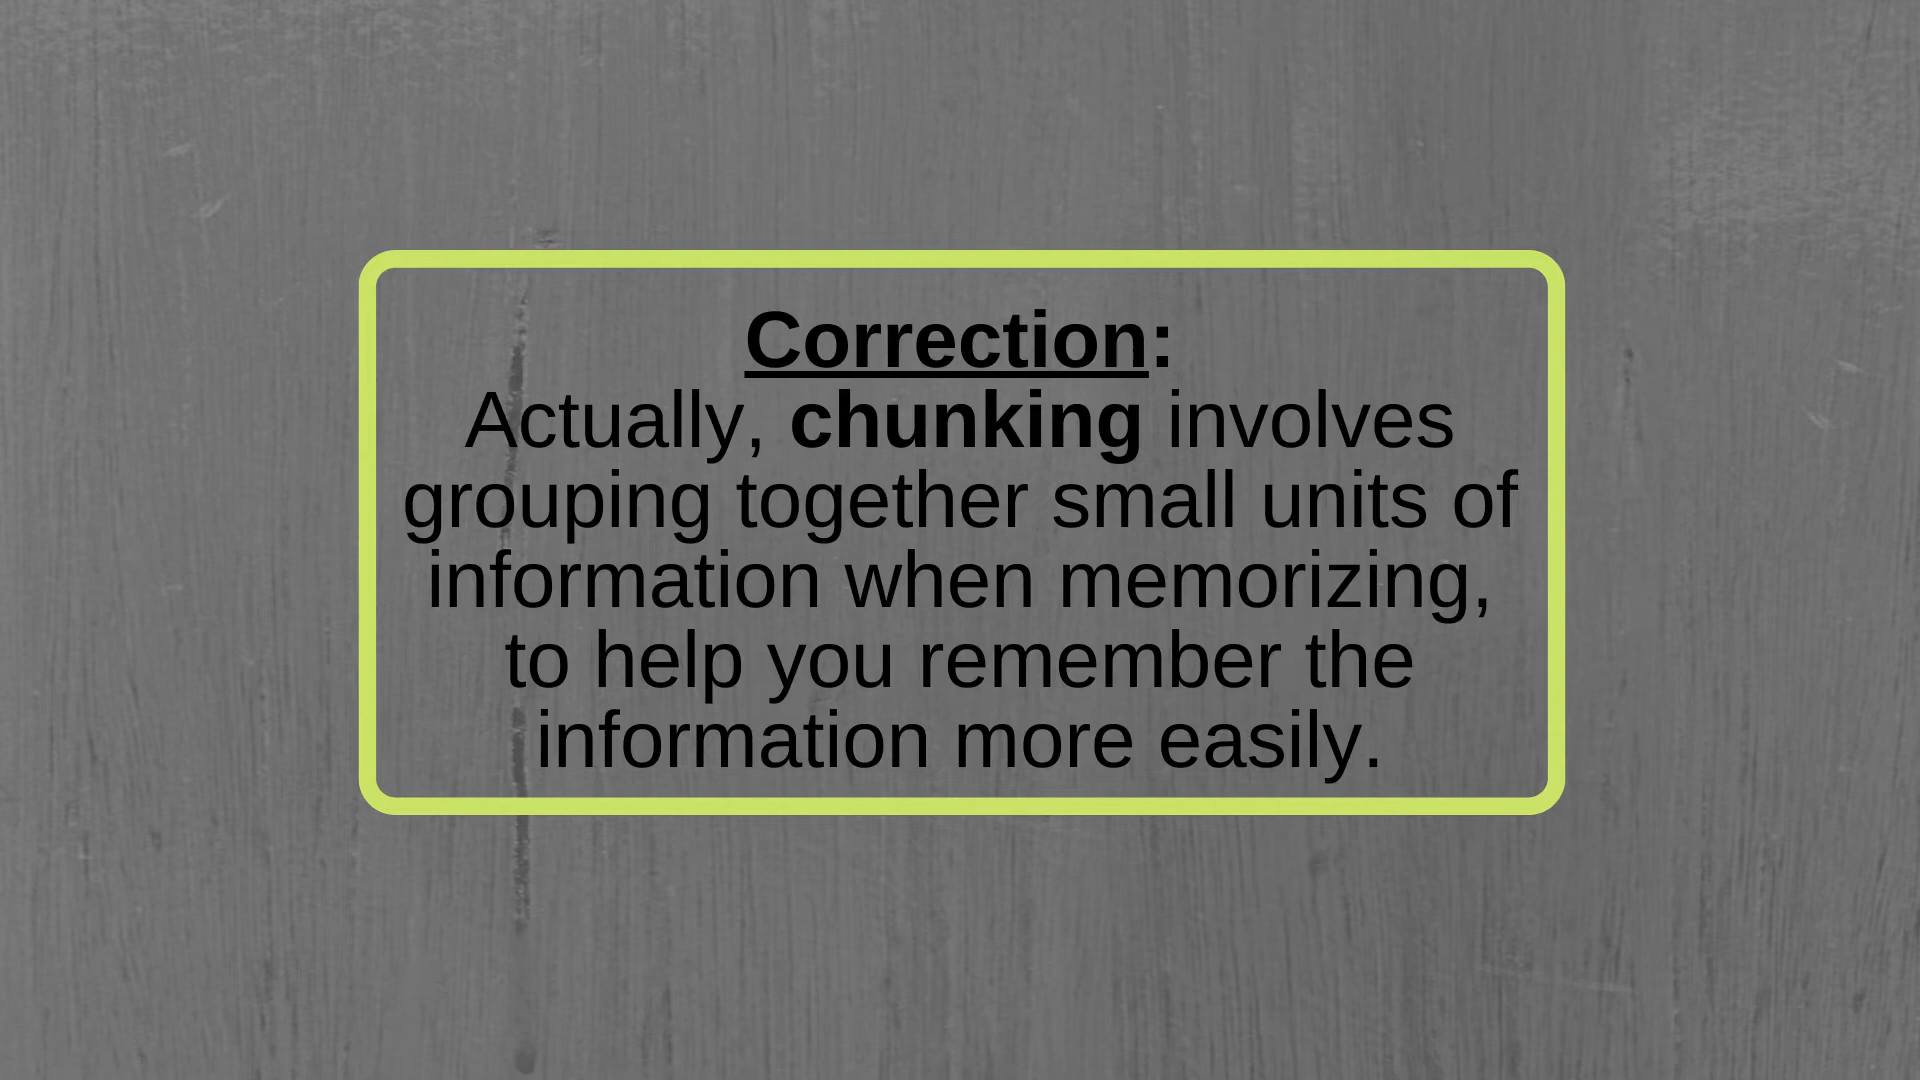 Correction:
Actually, chunking involves
grouping together small units of
information when memorizing,
to help you remember the
information more easily.